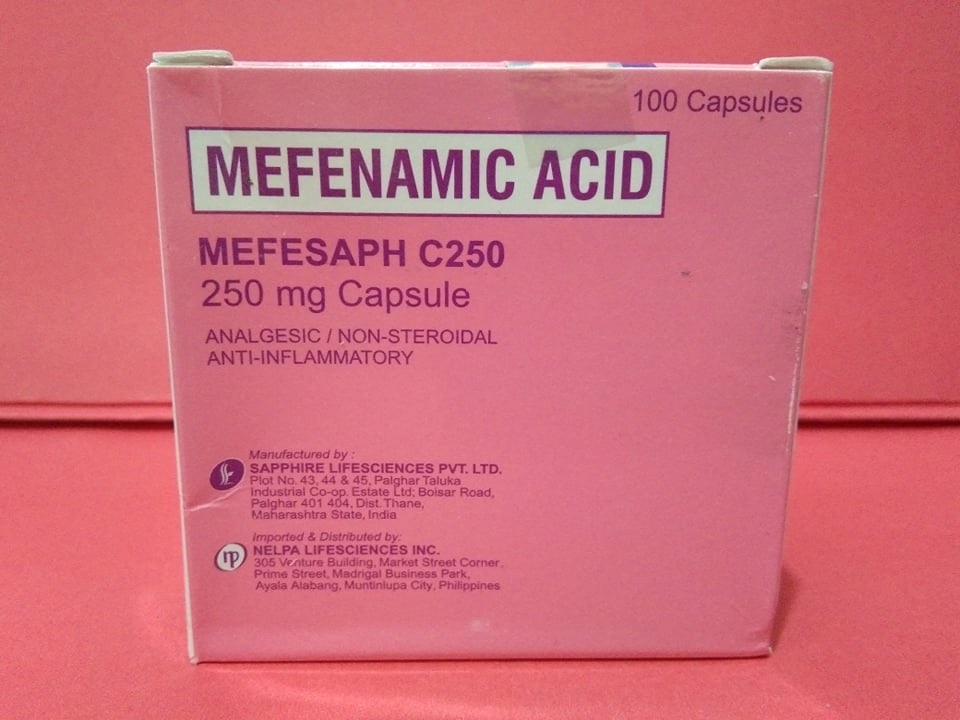 100 Capsules
MEFENAMIC ACID
MEFESAPH C250
250 mg Capsule
ANALGESIC / NON-STEROIDAL
ANTI-INFLAMMATORY
Manufactured by :
SAPPHIRE LIFESCIENCES PVT. LTD.
Plot No. 43, 44 & 45, Palghar Taluka
Industrial Co-op. Estate Ltd; Boisar Road,
Palghar 401 404, Dist. Thane,
Maharashtra State, India
Imported & Distributed by:
np
NELPA LIFESCIENCES INC.
305 Venture Building, Market Street Corner,
Prime Street, Madrigal Business Park,
Ayala Alabang, Muntinlupa City, Philippines